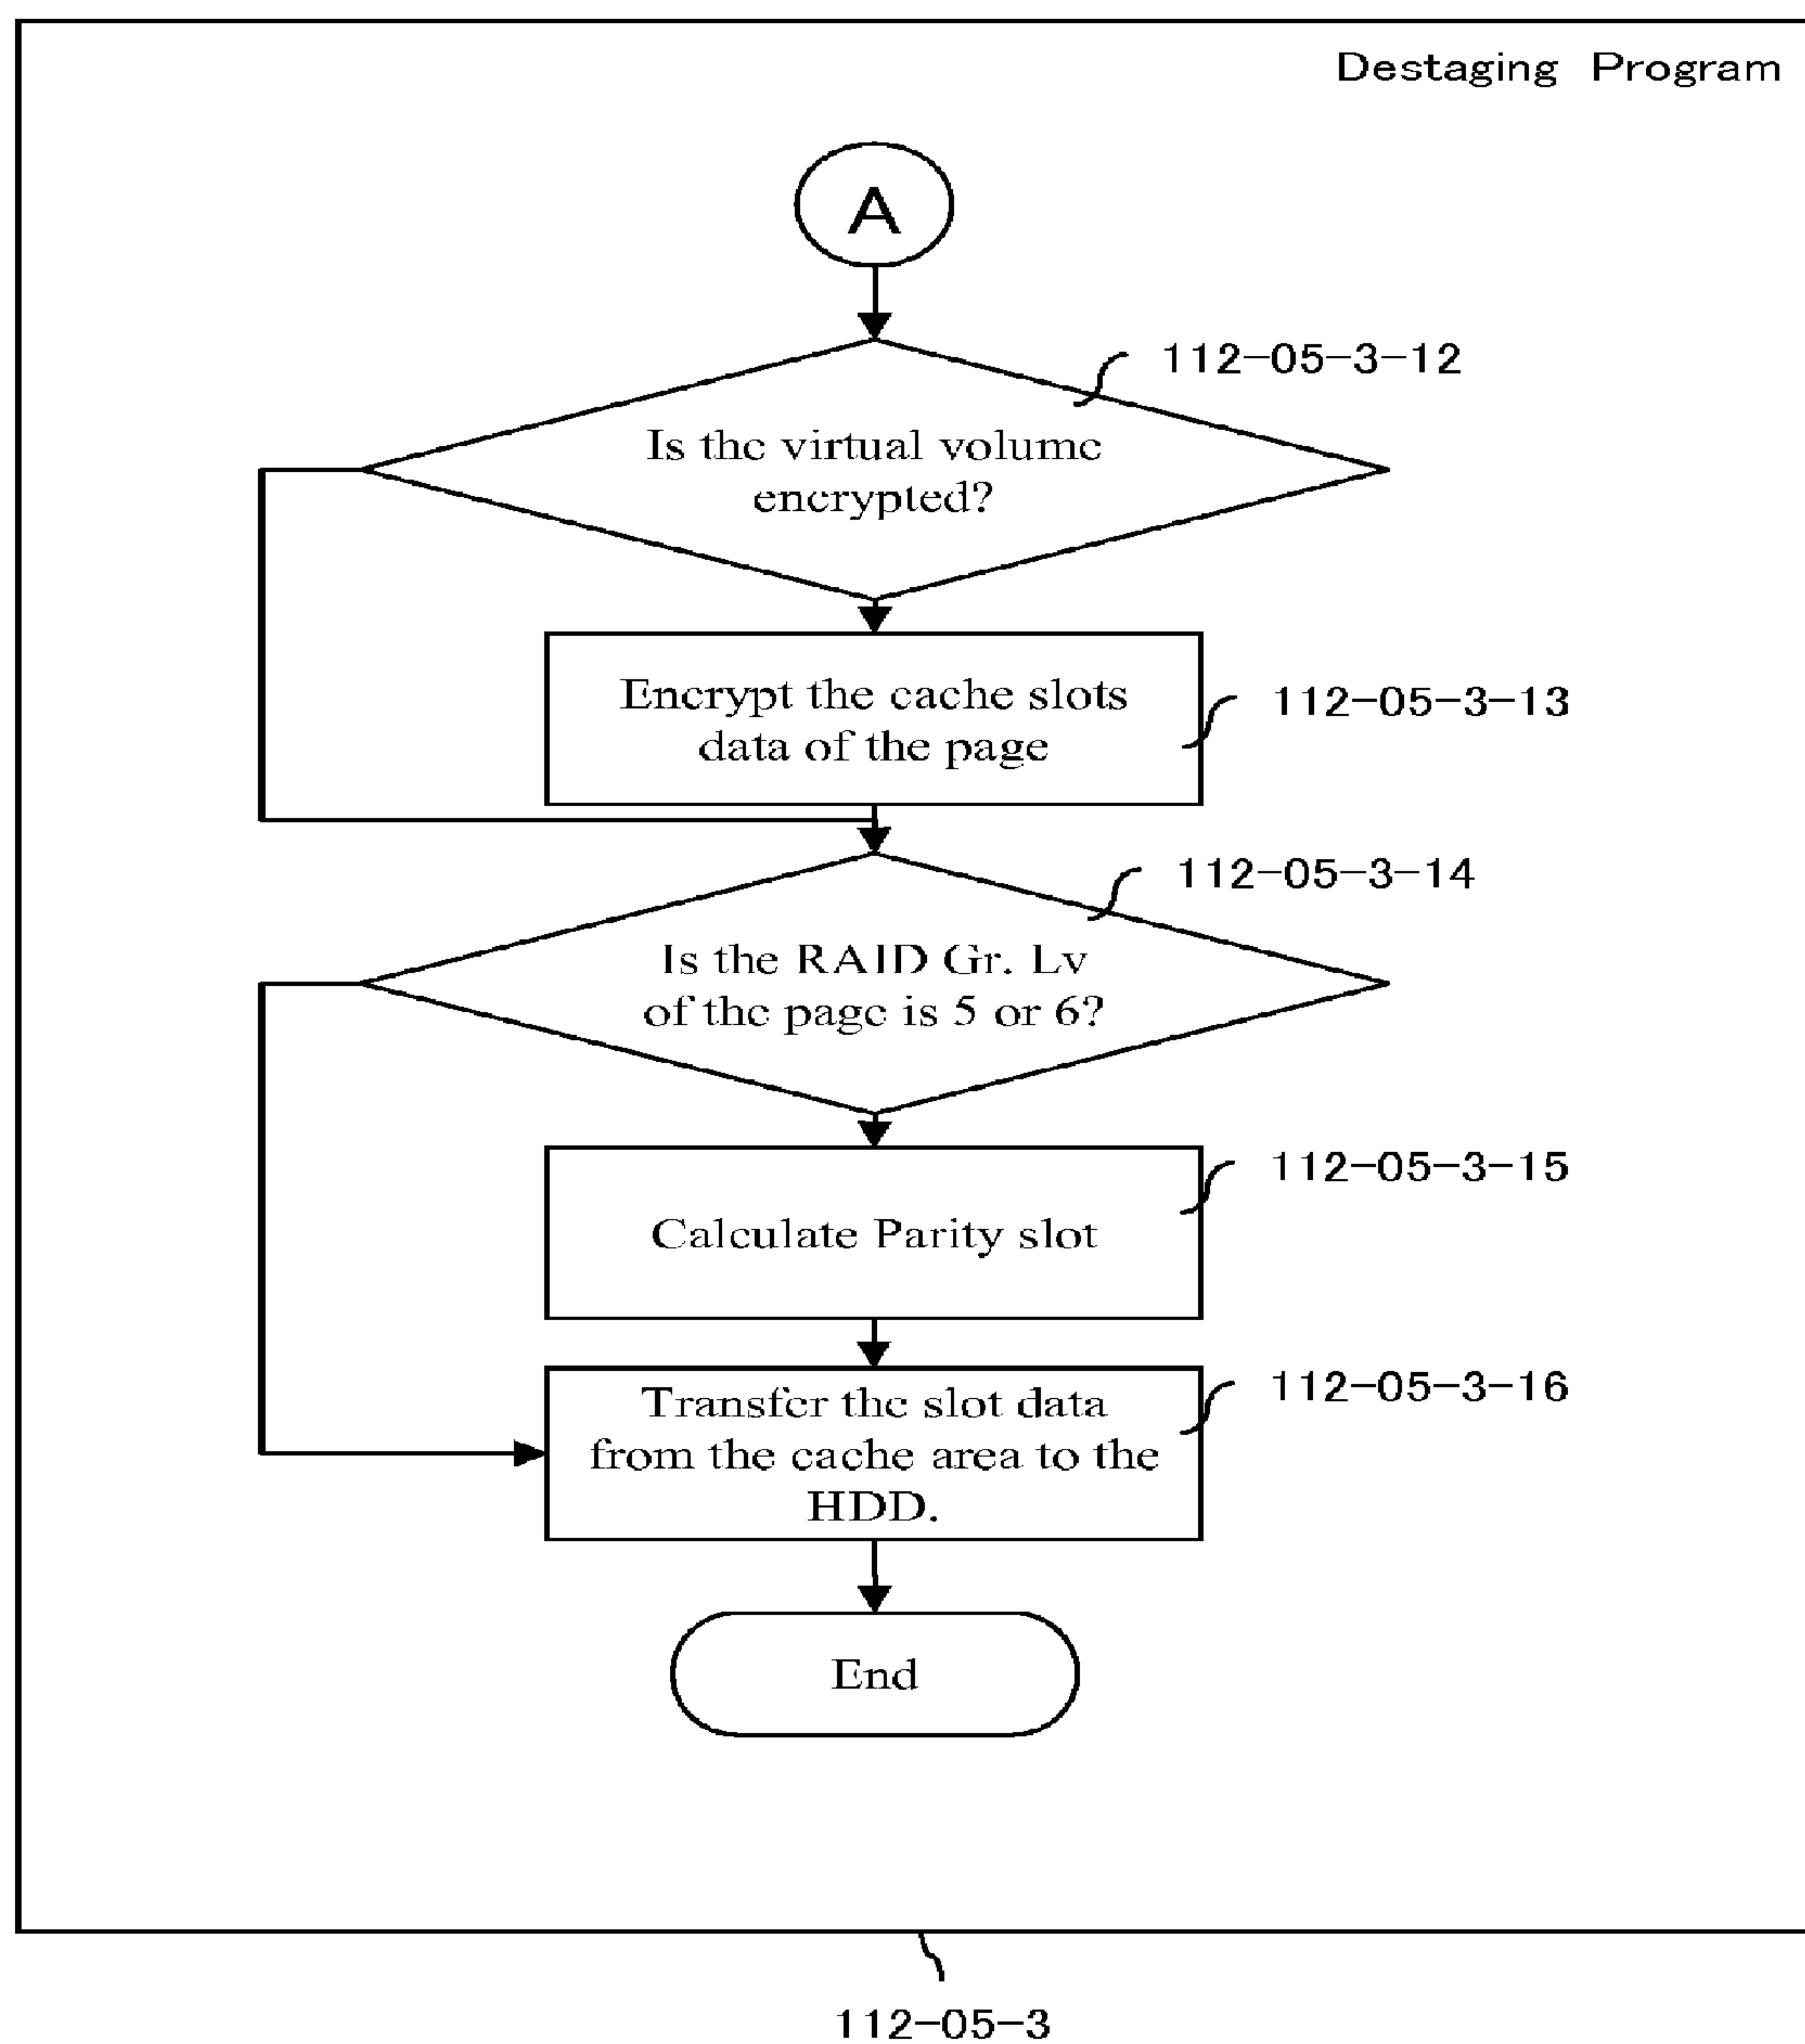 Destaging Program
A
112-05-3-12
Is the virtual volume
encrypted?
Encrypt the cache slots
data of the page
112-05-3-13
112-05-3-14
Is the RAID Gr. Lv
of the page is 5 or 6?
112-05-3-15
Calculate Parity slot
112-05-3-16
Transfer the slot data
from the cache area to the
HDD.
End
112-05-3